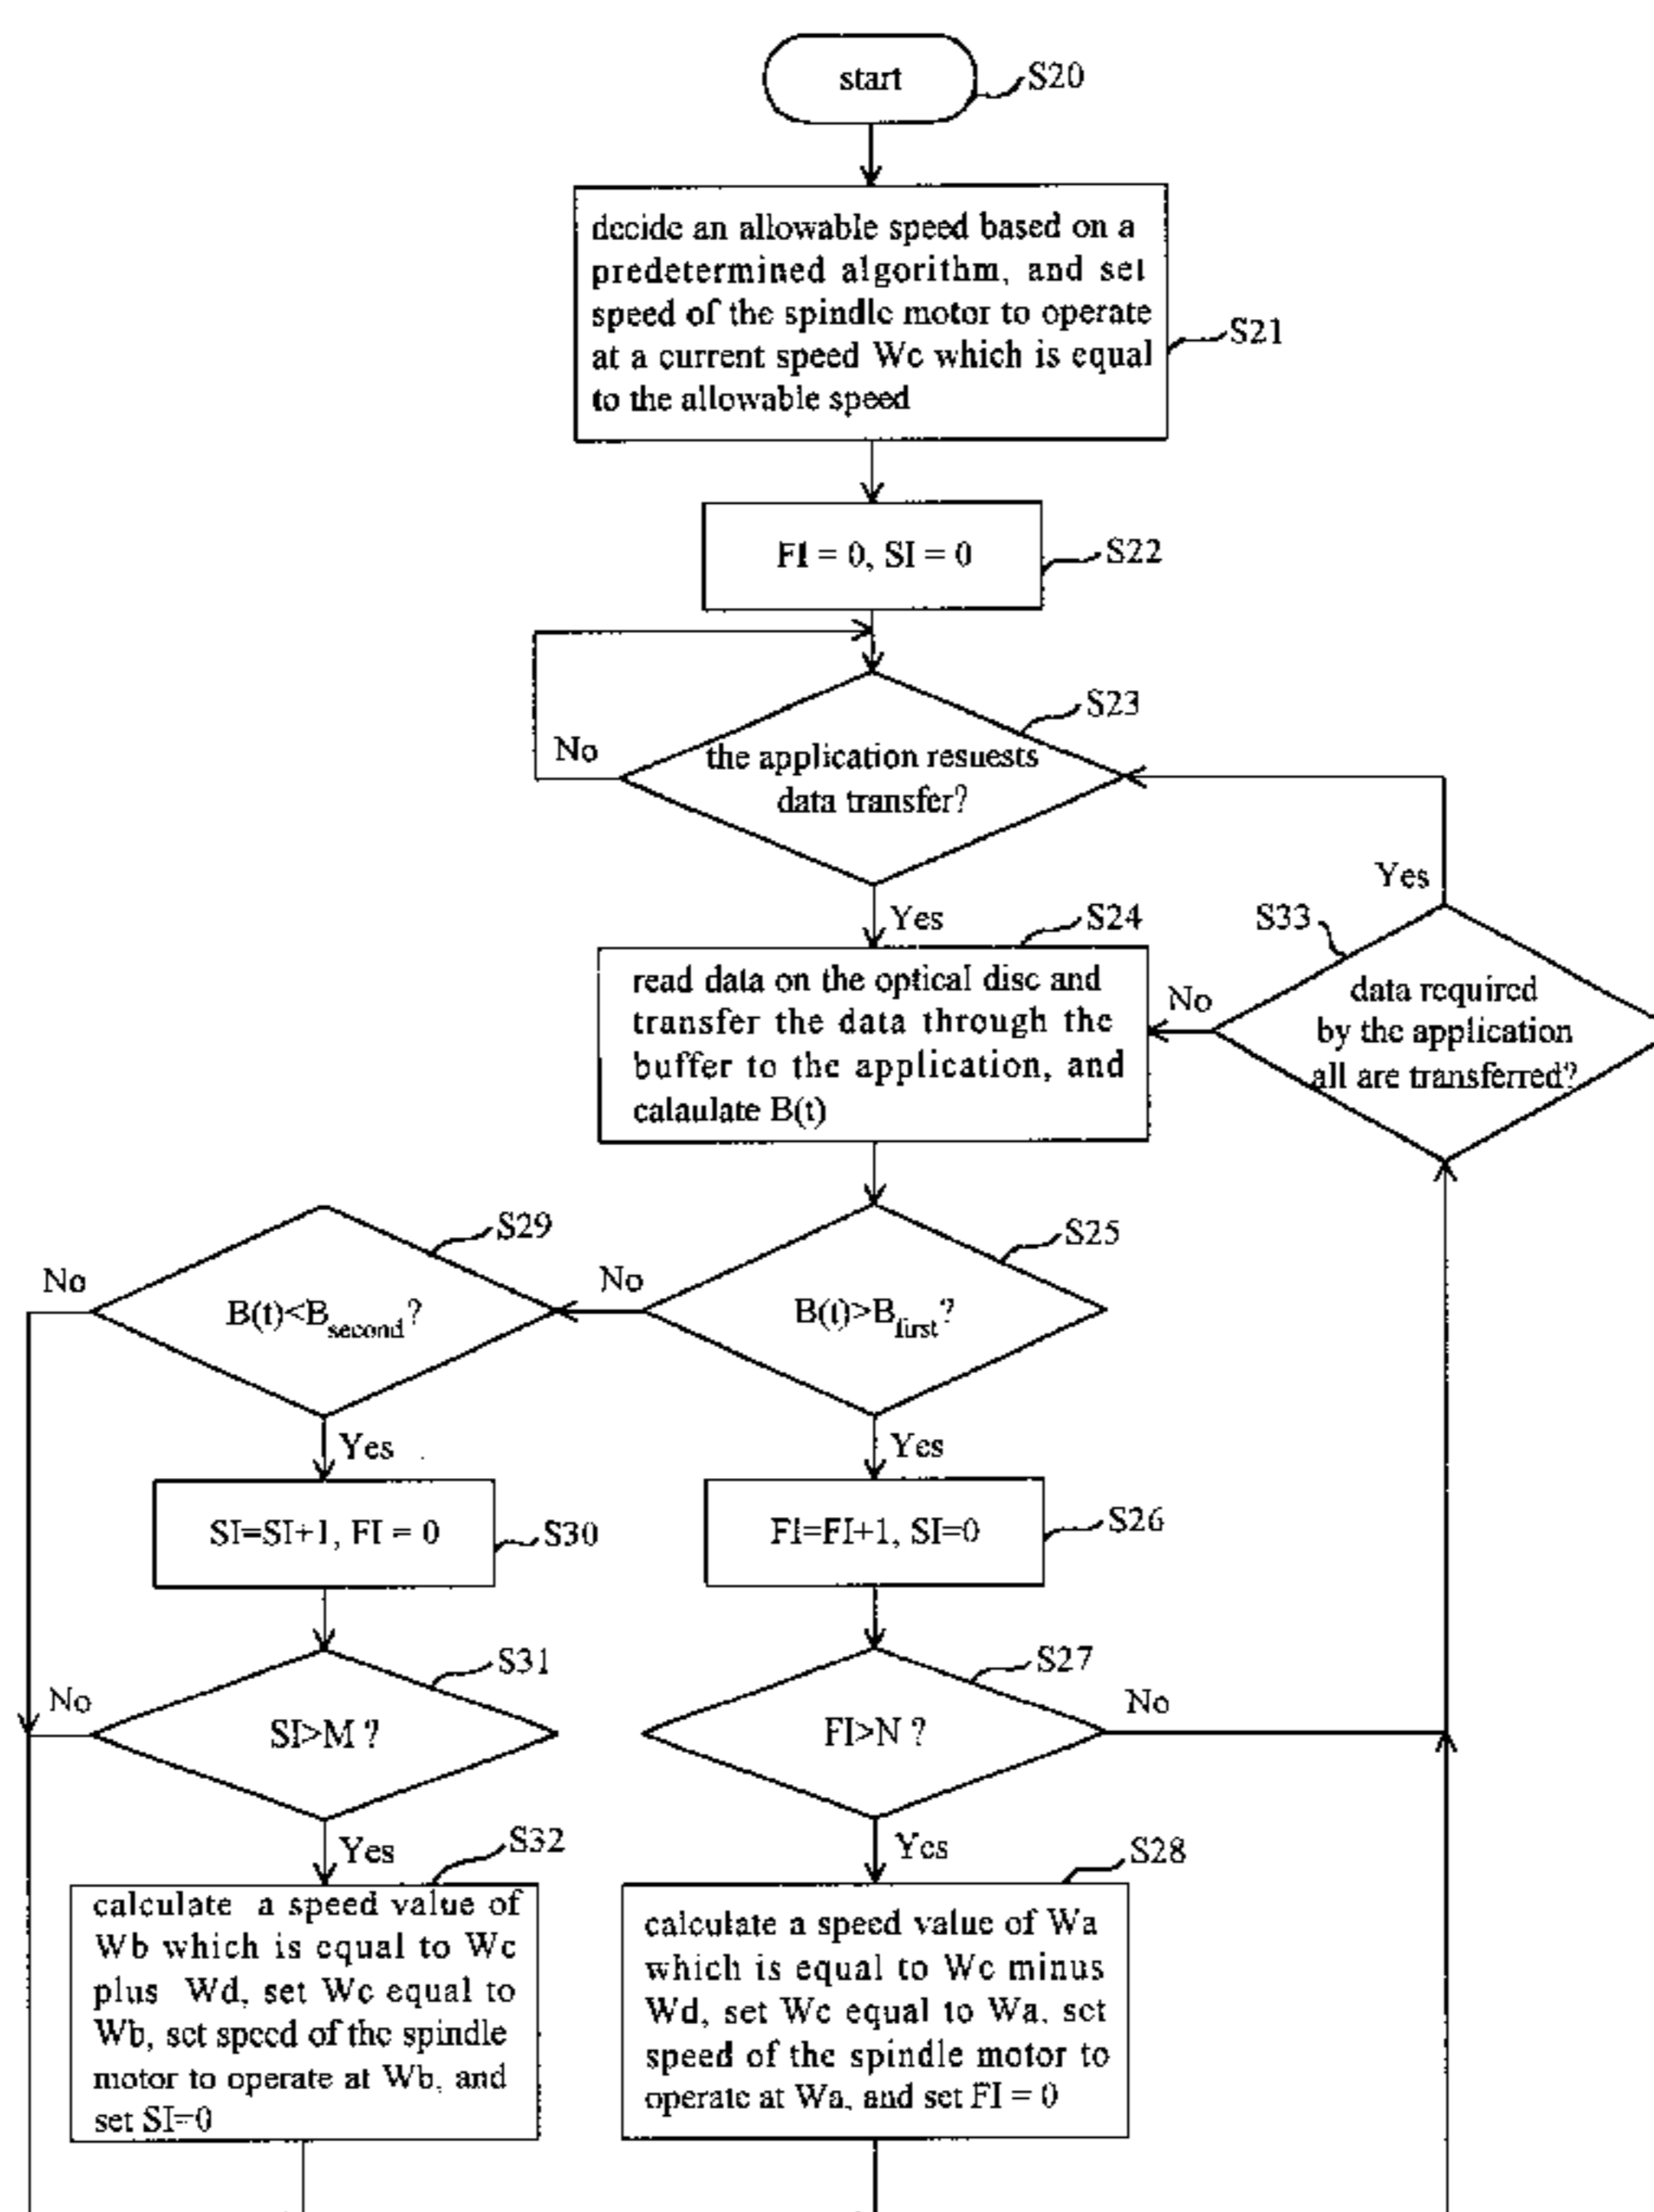 start
S20
decide an allowable speed based on a
predetermined algorithm, and set
speed of the spindle motor to operate
at a current speed Wc which is equal
to the allowable speed
S21
FI = 0, SI = 0
S22
S23
No
the application resuests
data transfer?
Yes
Yes
S24
S33
read data on the optical disc and
transfer the data through the
buffer to the application, and
calaulate B(t)
No
data required
by the application
all are transferred?
S29
S25
No
No
B(t)<Bsecond?
B(t)>Bfirst?
Yes
Yes
SI=SI+1, FI = 0
S30
FI=FI+1, SI=0
S26
S31
S27
No
No
SI>M ?
FI>N ?
Yes
S32
Yes
S28
calculate a speed value of
Wb which is equal to Wc
plus Wd, set Wc equal to
Wb, set speed of the spindle
motor to operate at Wb, and
set SI=0
calculate a speed value of Wa
which is equal to Wc minus
Wd, set Wc equal to Wa, set
speed of the spindle motor to
operate at Wa, and set FI = 0